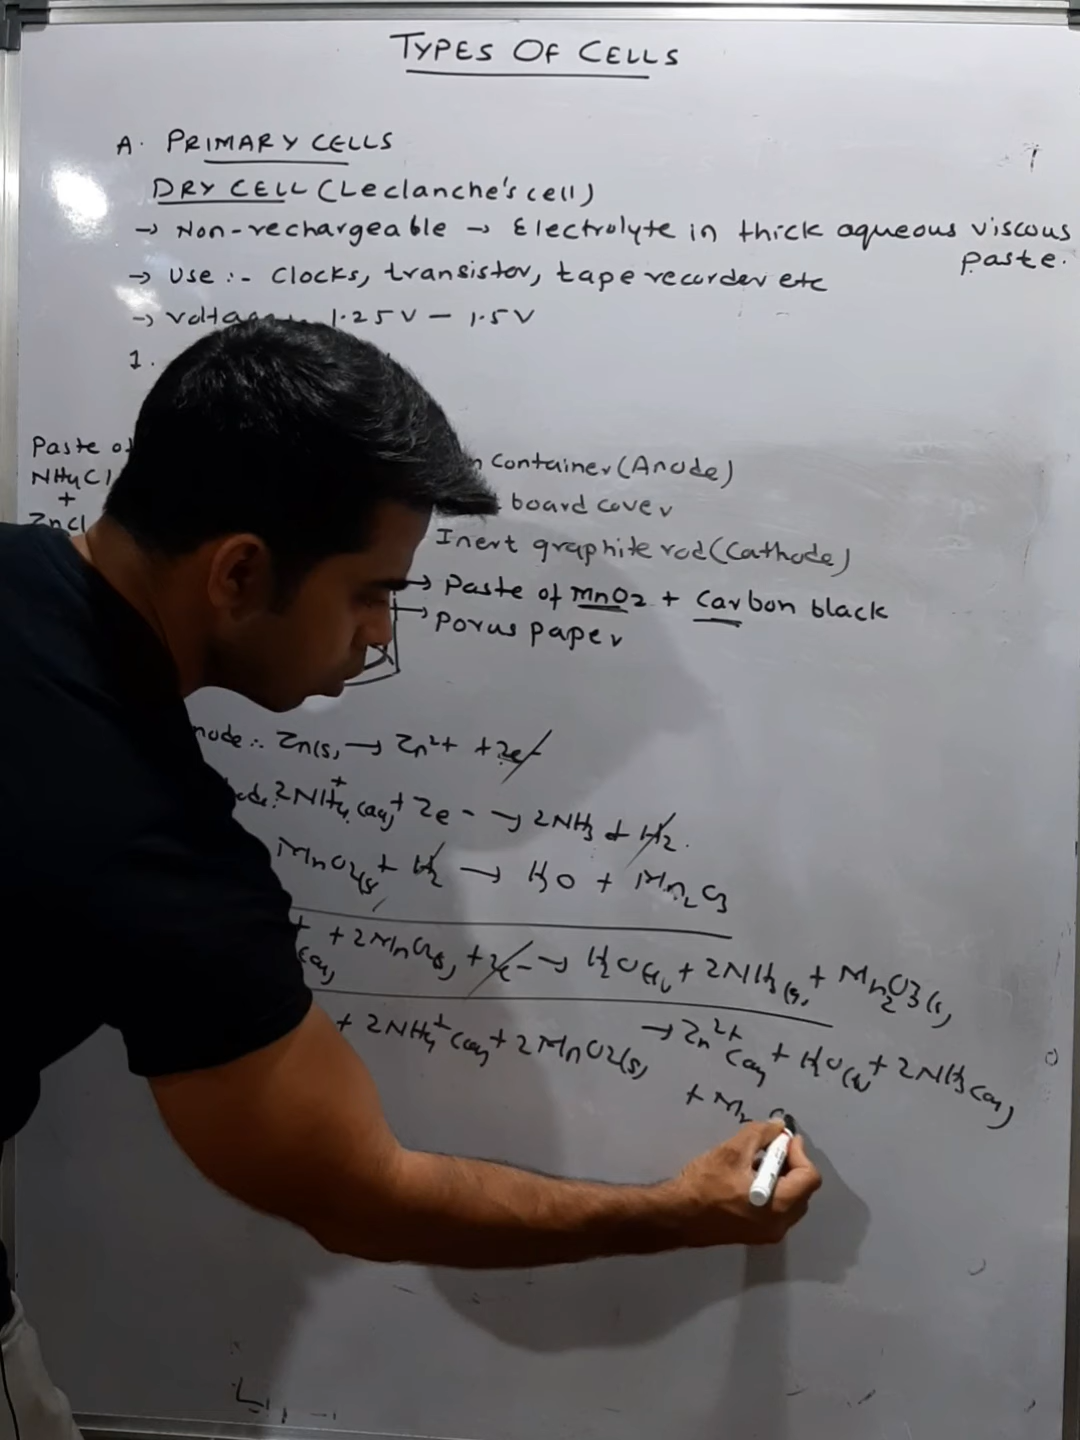 TYPES OF CELLS
A. PRIMARY CELLS
DRY CELL (Leclanche's cell)
→ Non-rechargeable → Electrolyte in thick aqueous viscous
paste.
→ Use :- Clocks, transistor, tape recorder etc
→ 1.25V — 1.5V
1.
Paste of
NH4Cl
+
ZnCl
Container (Anode)
board cover
Inert graphite rod (Cathode)
→ Paste of MnO2 + Carbon black
→ Porus paper
node :- Zn(s) → Zn2+ + 2e-
2NH4+(aq) + 2e- → 2NH3 + H2.
MnO2(s) + H2 → H2O + Mn2O3
+(aq) + 2MnO2(s) + 2e- → H2O(l) + 2NH3(g) + Mn2O3(s)
+ 2NH4+(aq) + 2MnO2(s) → Zn2+(aq) + H2O(l) + 2NH3(aq)
+ Mn